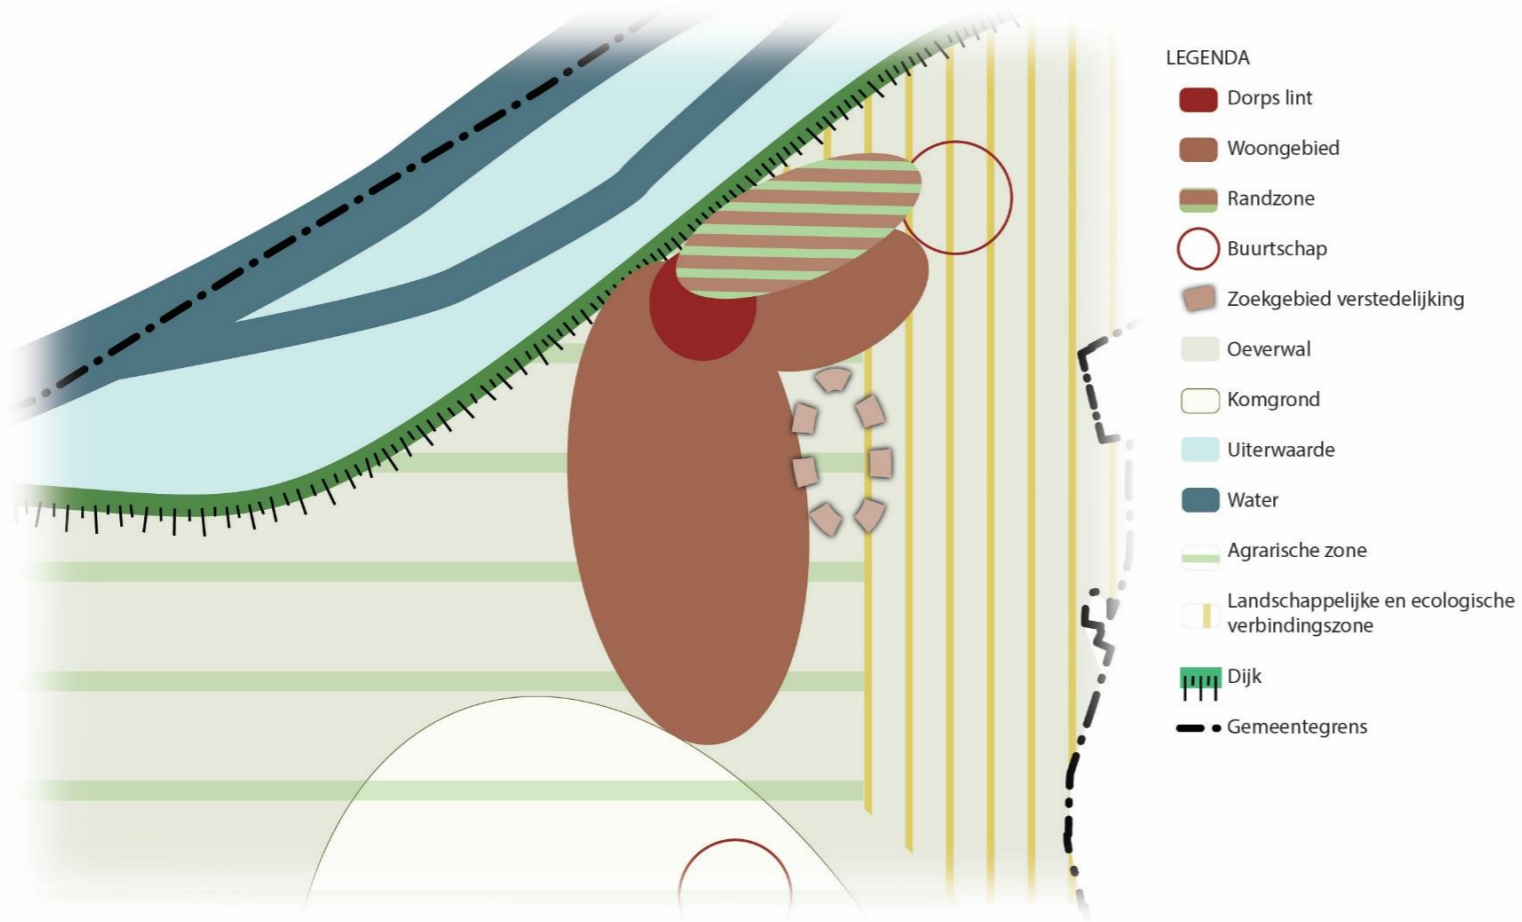 LEGENDA
Dorps lint
Woongebied
Randzone
Buurtschap
Zoekgebied verstedelijking
Oeverwal
Komgrond
Uiterwaarde
Water
Agrarische zone
Landschappelijke en ecologische
verbindingszone
Dijk
Gemeentegrens